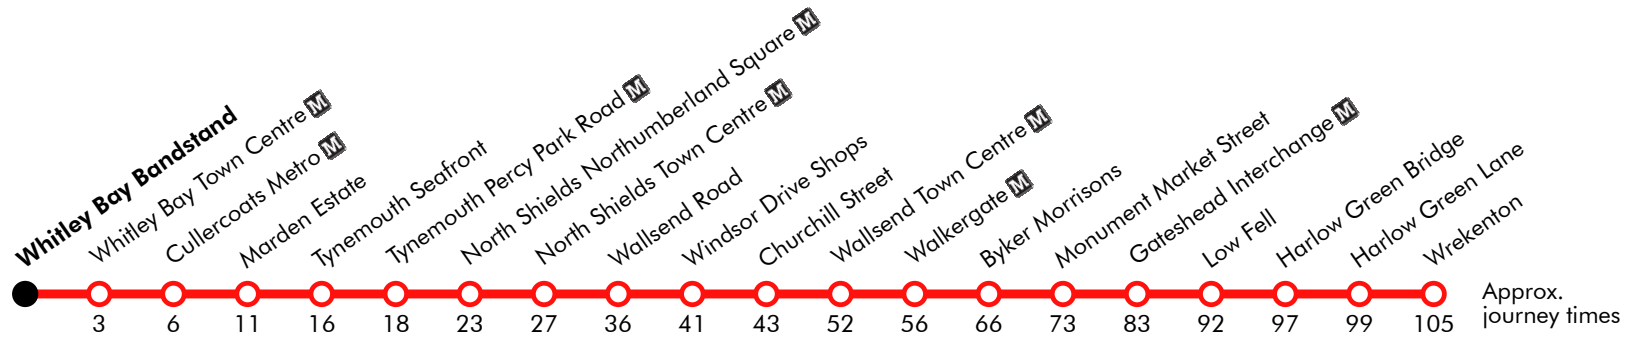 Whitley Bay Bandstand
Whitley Bay Town Centre M
Cullercoats Metro M
Marden Estate
Tynemouth Seafront
Tynemouth Percy Park Road M
North Shields Northumberland Square M
North Shields Town Centre M
Wallsend Road
Windsor Drive Shops
Churchill Street
Wallsend Town Centre M
Walkergate M
Byker Morrisons
Monument Market Street
Gateshead Interchange M
Low Fell
Harlow Green Bridge
Harlow Green Lane
Wrekenton
3 6 11 16 18 23 27 36 41 43 52 56 66 73 83 92 97 99 105
Approx.
journey times